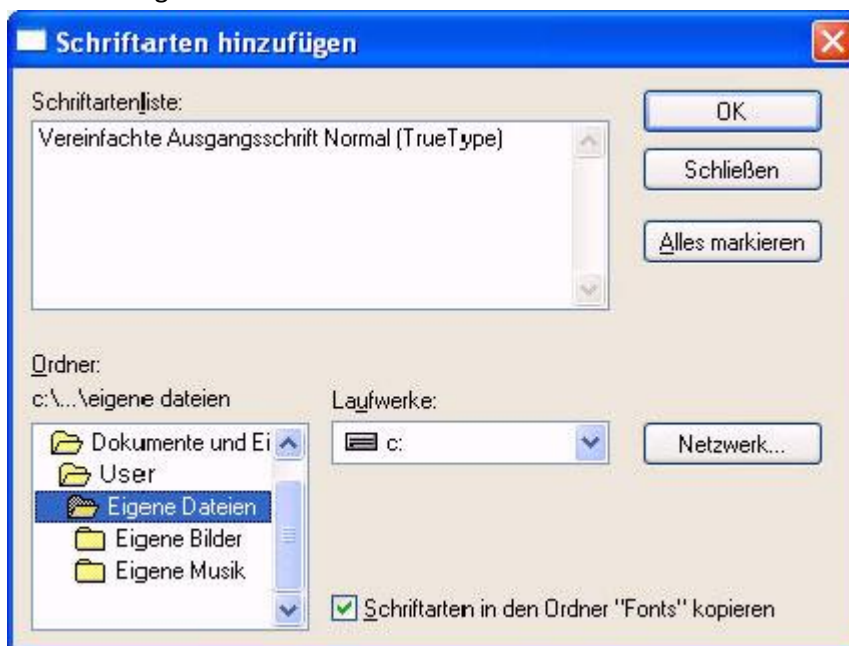 Schriftarten hinzufügen
Schriftartenliste:
Vereinfachte Ausgangsschrift Normal (TrueType)
OK
Schließen
Alles markieren
Ordner:
c:\...\eigene dateien
Laufwerke:
Dokumente und Ei
c:
Netzwerk...
User
Eigene Dateien
Eigene Bilder
Eigene Musik
Schriftarten in den Ordner "Fonts" kopieren